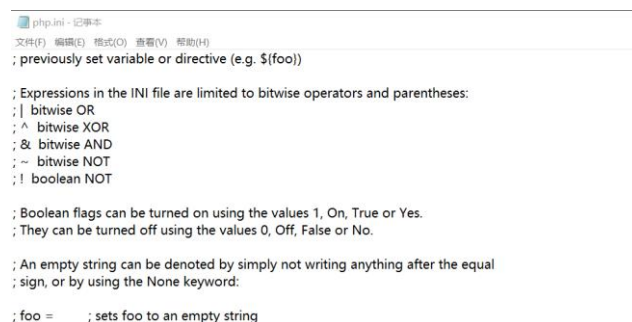 php.ini - 记事本
文件(F) 编辑(E) 格式(O) 查看(V) 帮助(H)
; previously set variable or directive (e.g. ${foo})
; Expressions in the INI file are limited to bitwise operators and parentheses:
; | bitwise OR
; ^ bitwise XOR
; & bitwise AND
; ~ bitwise NOT
; ! boolean NOT
; Boolean flags can be turned on using the values 1, On, True or Yes.
; They can be turned off using the values 0, Off, False or No.
; An empty string can be denoted by simply not writing anything after the equal
; sign, or by using the None keyword:
; foo = ; sets foo to an empty string